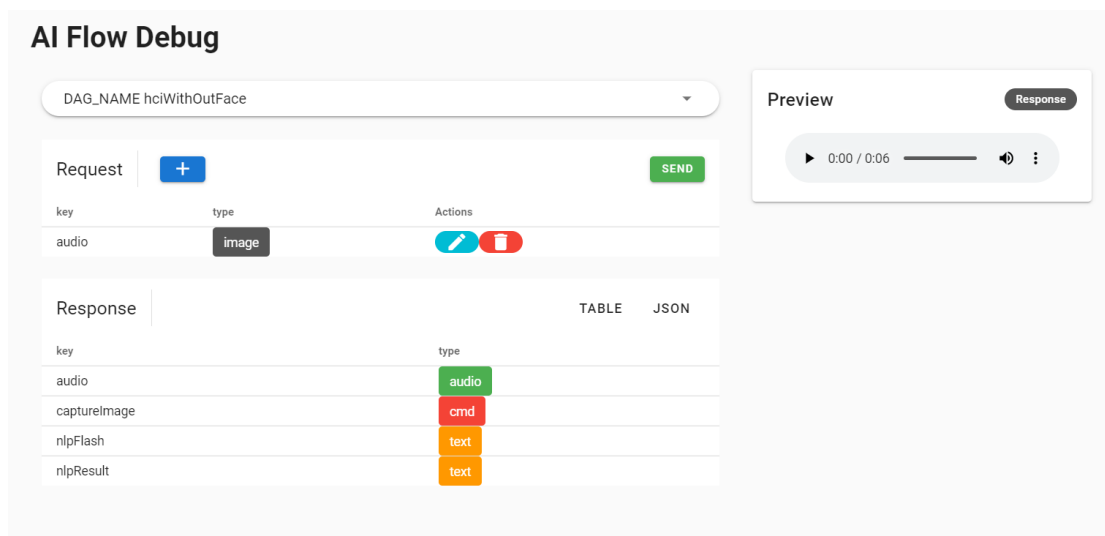 AI Flow Debug
DAG_NAME hciWithOutFace
Request
SEND
key type Actions
audio image
Response TABLE JSON
key type
audio audio
captureImage cmd
nlpFlash text
nlpResult text
Preview Response
0:00 / 0:06